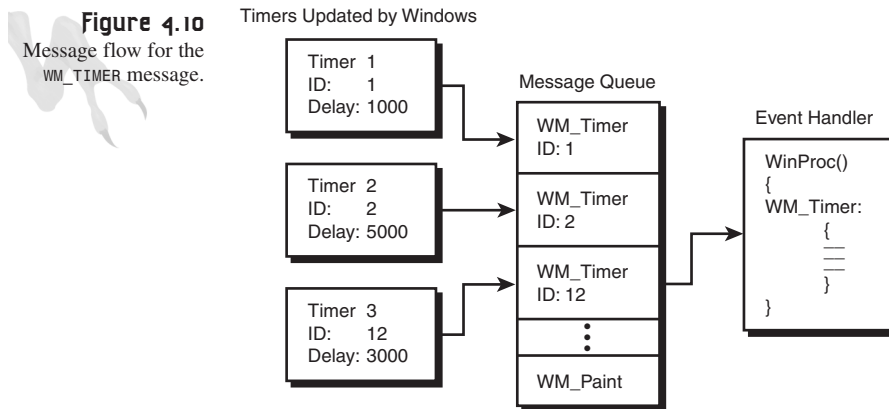 Figure 4.10
Message flow for the
WM_TIMER message.
Timers Updated by Windows
Timer 1
ID: 1
Delay: 1000
Timer 2
ID: 2
Delay: 5000
Timer 3
ID: 12
Delay: 3000
Message Queue
WM_Timer
ID: 1
WM_Timer
ID: 2
WM_Timer
ID: 12
WM_Paint
Event Handler
WinProc()
{
WM_Timer:
{
}
}